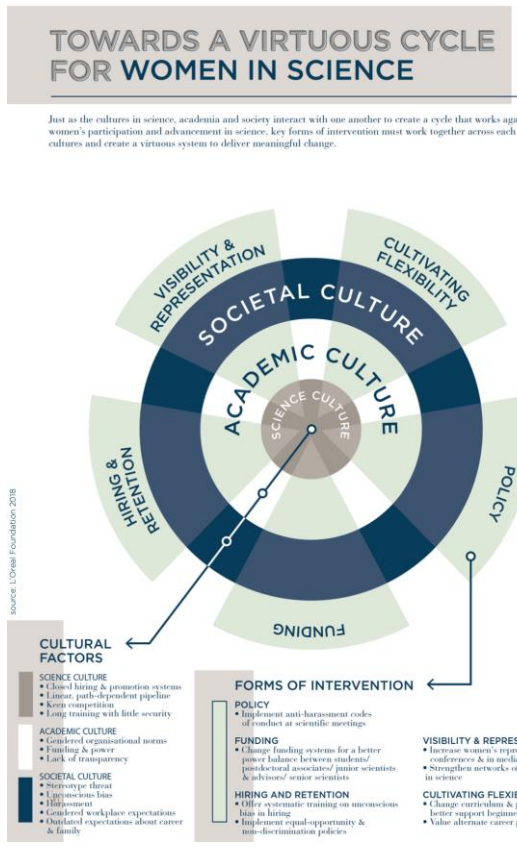 TOWARDS A VIRTUOUS CYCLE
FOR WOMEN IN SCIENCE
Just as the cultures in science, academia and society interact with one another to create a cycle that works aga
women's participation and advancement in science, key forms of intervention must work together across each
cultures and create a virtuous system to deliver meaningful change.
VISIBILITY &
REPRESENTATION
CULTIVATING
FLEXIBILITY
SOCIETAL CULTURE
ACADEMIC CULTURE
SCIENCE CULTURE
HIRING &
RETENTION
POLICY
FUNDING
source: L'Oreal Foundation 2018
CULTURAL
FACTORS
SCIENCE CULTURE
• Closed hiring & promotion systems
• Linear, path-dependent pipeline
• Keen competition
• Long training with little security
ACADEMIC CULTURE
• Gendered organisational norms
• Funding & power
• Lack of transparency
SOCIETAL CULTURE
• Stereotype threat
• Unconscious bias
• Harassment
• Gendered workplace expectations
• Outdated expectations about career
& family
FORMS OF INTERVENTION
POLICY
• Implement anti-harassment codes
of conduct at scientific meetings
FUNDING
• Change funding systems for a better
power balance between students/
postdoctoral associates/ junior scientists
& advisors/ senior scientists
HIRING AND RETENTION
• Offer systematic training on unconscious
bias in hiring
• Implement equal-opportunity &
non-discrimination policies
VISIBILITY & REPRES
• Increase women's repr
conferences & in media
• Strengthen networks of
in science
CULTIVATING FLEXIB
• Change curriculum & p
better support beginner
• Value alternate career p